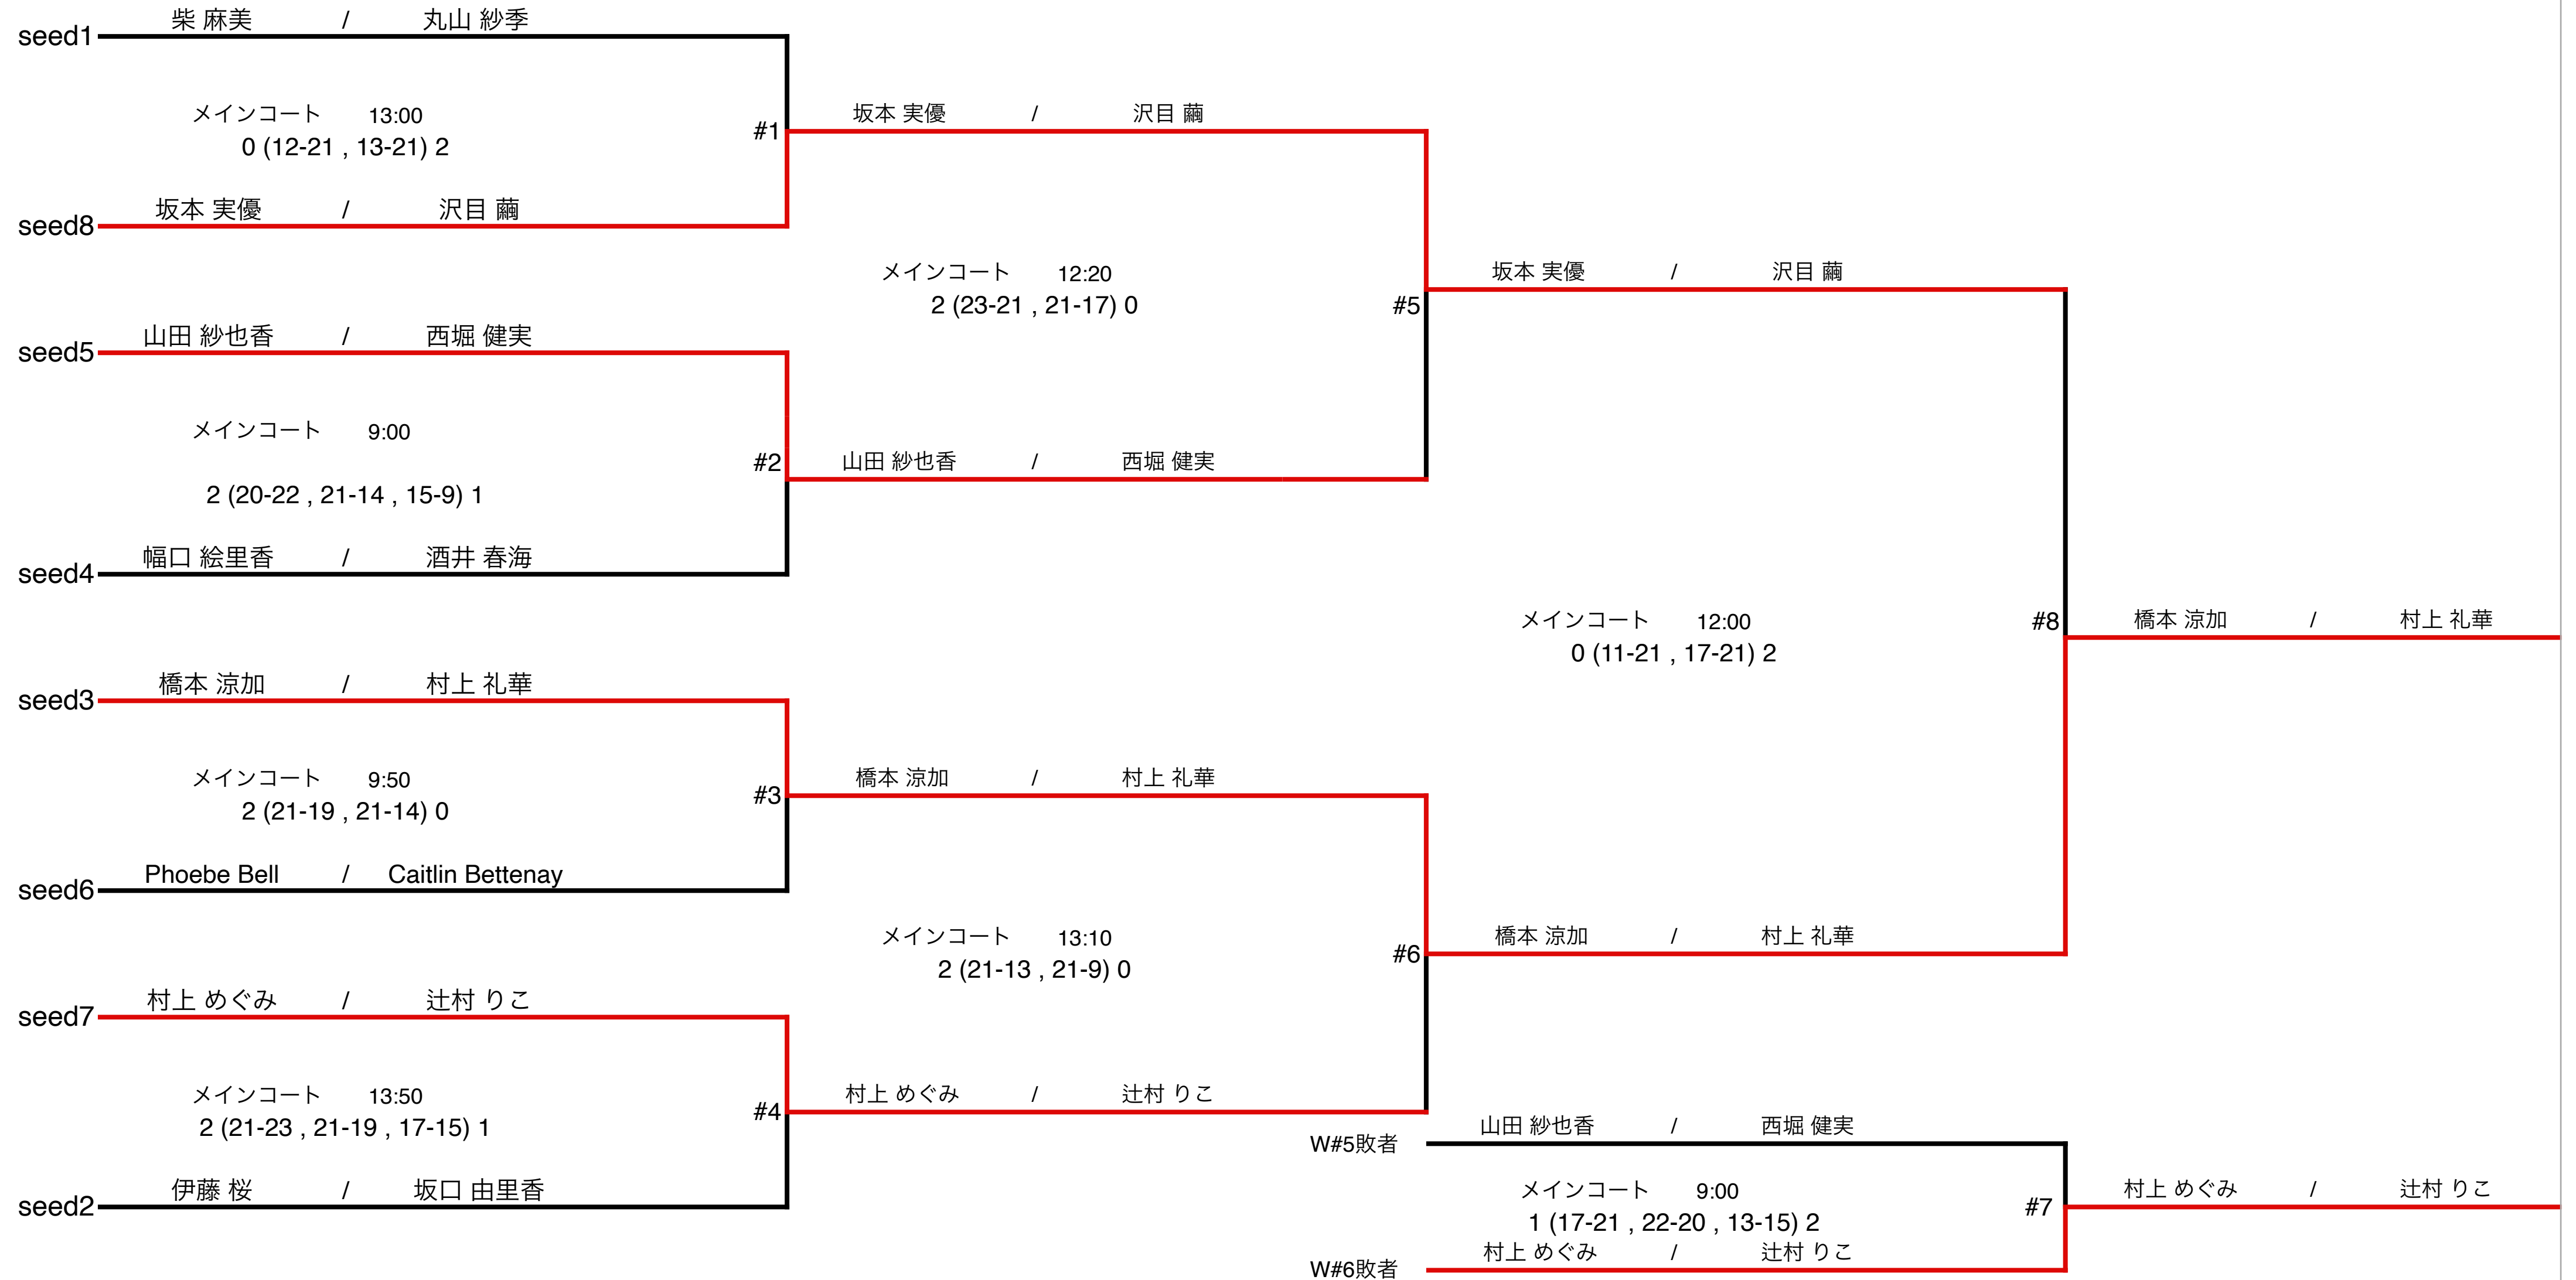 seed1 柴 麻美 / 丸山 紗季
メインコート 13:00
0 (12-21 , 13-21) 2
#1
seed8 坂本 実優 / 沢目 繭
seed5 山田 紗也香 / 西堀 健実
メインコート 9:00
#2
2 (20-22 , 21-14 , 15-9) 1
seed4 幅口 絵里香 / 酒井 春海
seed3 橋本 涼加 / 村上 礼華
メインコート 9:50
#3
2 (21-19 , 21-14) 0
seed6 Phoebe Bell / Caitlin Bettenay
seed7 村上 めぐみ / 辻村 りこ
メインコート 13:50
#4
2 (21-23 , 21-19 , 17-15) 1
seed2 伊藤 桜 / 坂口 由里香
坂本 実優 / 沢目 繭
メインコート 12:20
2 (23-21 , 21-17) 0
#5
山田 紗也香 / 西堀 健実
橋本 涼加 / 村上 礼華
メインコート 13:10
#6
2 (21-13 , 21-9) 0
村上 めぐみ / 辻村 りこ
坂本 実優 / 沢目 繭
メインコート 12:00
#8
0 (11-21 , 17-21) 2
橋本 涼加 / 村上 礼華
W#5敗者 山田 紗也香 / 西堀 健実
メインコート 9:00
#7
1 (17-21 , 22-20 , 13-15) 2
W#6敗者 村上 めぐみ / 辻村 りこ
橋本 涼加 / 村上 礼華
村上 めぐみ / 辻村 りこ